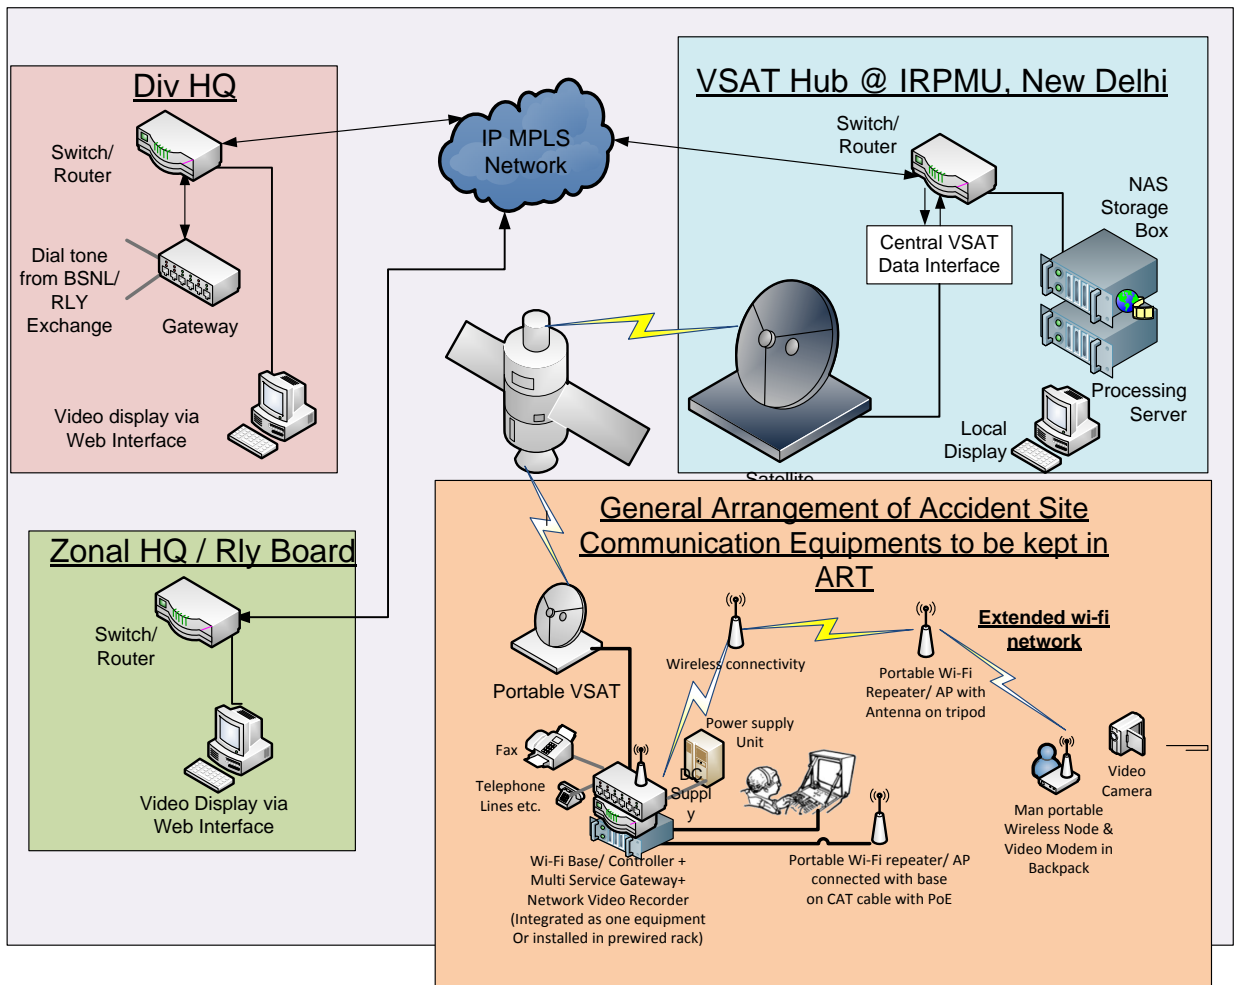 Div HQ
Switch/
Router
Dial tone
from BSNL/
RLY
Exchange
Gateway
Video display via
Web Interface
IP MPLS
Network
VSAT Hub @ IRPMU, New Delhi
Switch/
Router
NAS
Storage
Box
Central VSAT
Data Interface
Processing
Server
Local
Display
Satellite
Zonal HQ / Rly Board
Switch/
Router
Video Display via
Web Interface
General Arrangement of Accident Site
Communication Equipments to be kept in
ART
Extended wi-fi
network
Wireless connectivity
Portable Wi-Fi
Repeater/ AP with
Antenna on tripod
Portable VSAT
Power supply
Unit
Fax
DC
Suppl
y
Telephone
Lines etc.
Video
Camera
Man portable
Wireless Node &
Video Modem in
Backpack
Wi-Fi Base/ Controller +
Multi Service Gateway+
Network Video Recorder
(Integrated as one equipment
Or installed in prewired rack)
Portable Wi-Fi repeater/ AP
connected with base
on CAT cable with PoE